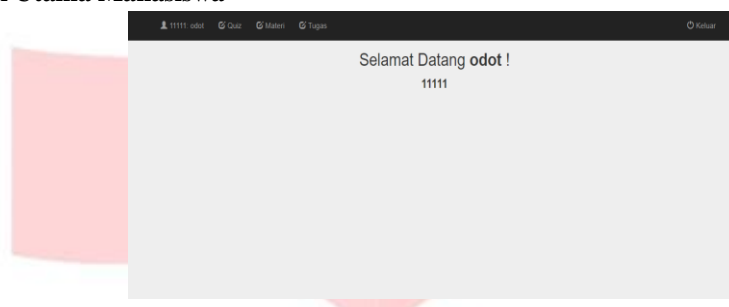 Utama Mahasiswa
11111 odot Quiz Materi Tugas Keluar
Selamat Datang odot !
11111